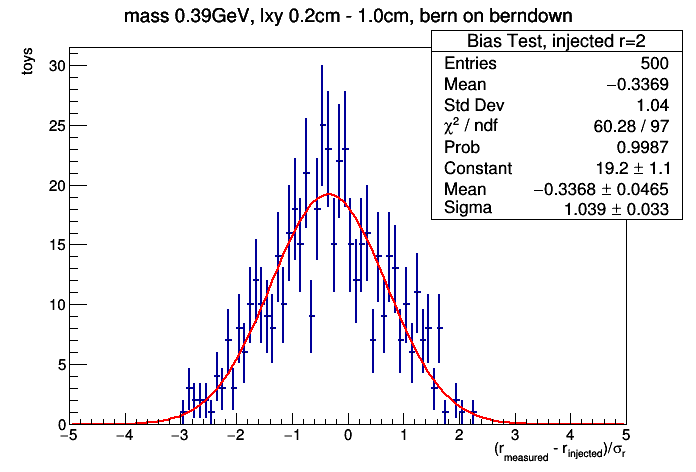 mass 0.39GeV, lxy 0.2cm - 1.0cm, bern on berndown
Bias Test, injected r=2
Entries 500
Mean −0.3369
Std Dev 1.04
χ² / ndf 60.28 / 97
Prob 0.9987
Constant 19.2 ± 1.1
Mean −0.3368 ± 0.0465
Sigma 1.039 ± 0.033
toys
30
25
20
15
10
5
0
−5 −4 −3 −2 −1 0 1 2 3 4 5
(r_measured - r_injected)/σ_r